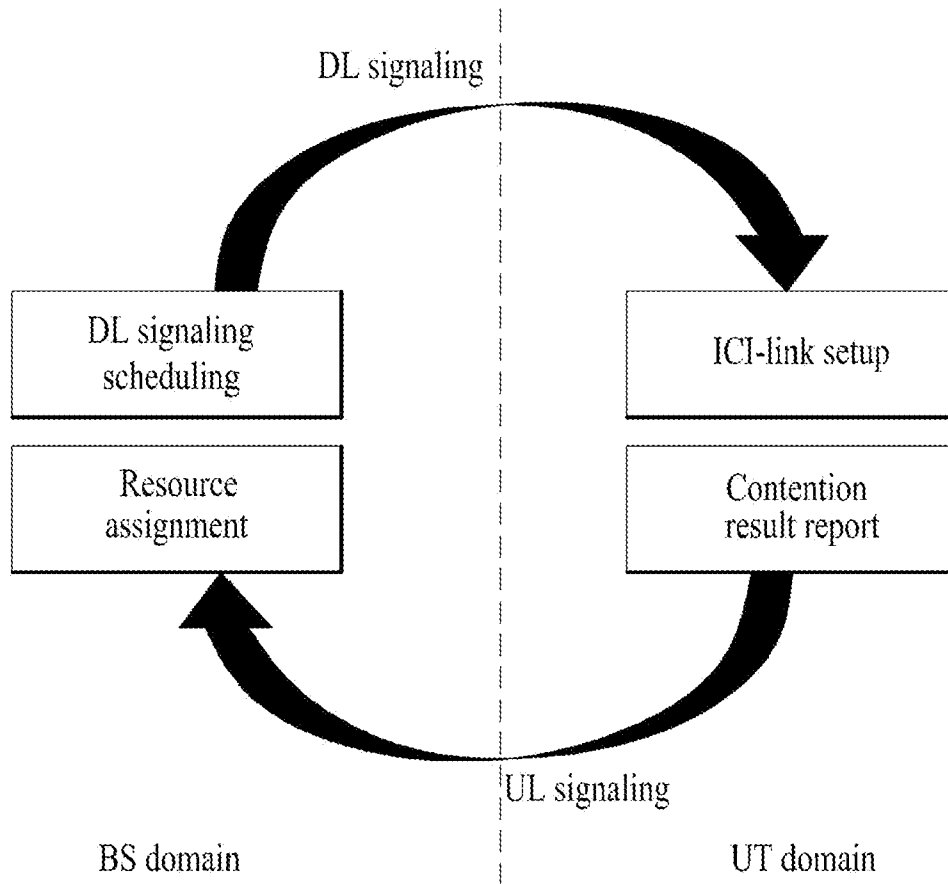 DL signaling
DL signaling
scheduling
ICI-link setup
Resource
assignment
Contention
result report
UL signaling
BS domain
UT domain